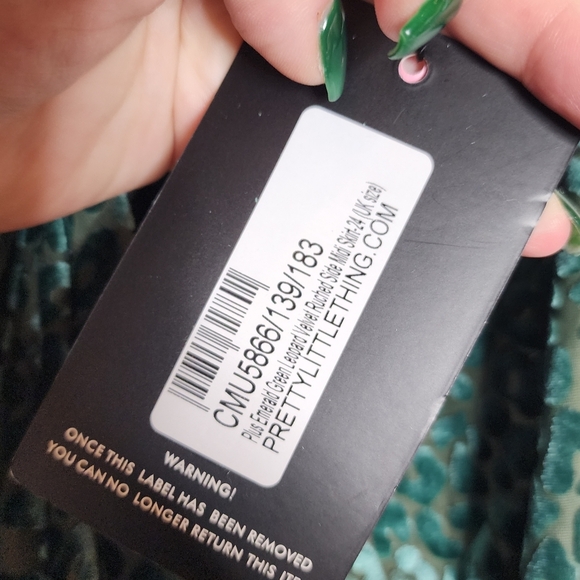 CMU5866/139/183
Plus Emerald Green Leopard Velvet Ruched Side Midi Skirt-24 (UK size)
PRETTYLITTLETHING.COM
WARNING!
ONCE THIS LABEL HAS BEEN REMOVED
YOU CAN NO LONGER RETURN THIS ITE